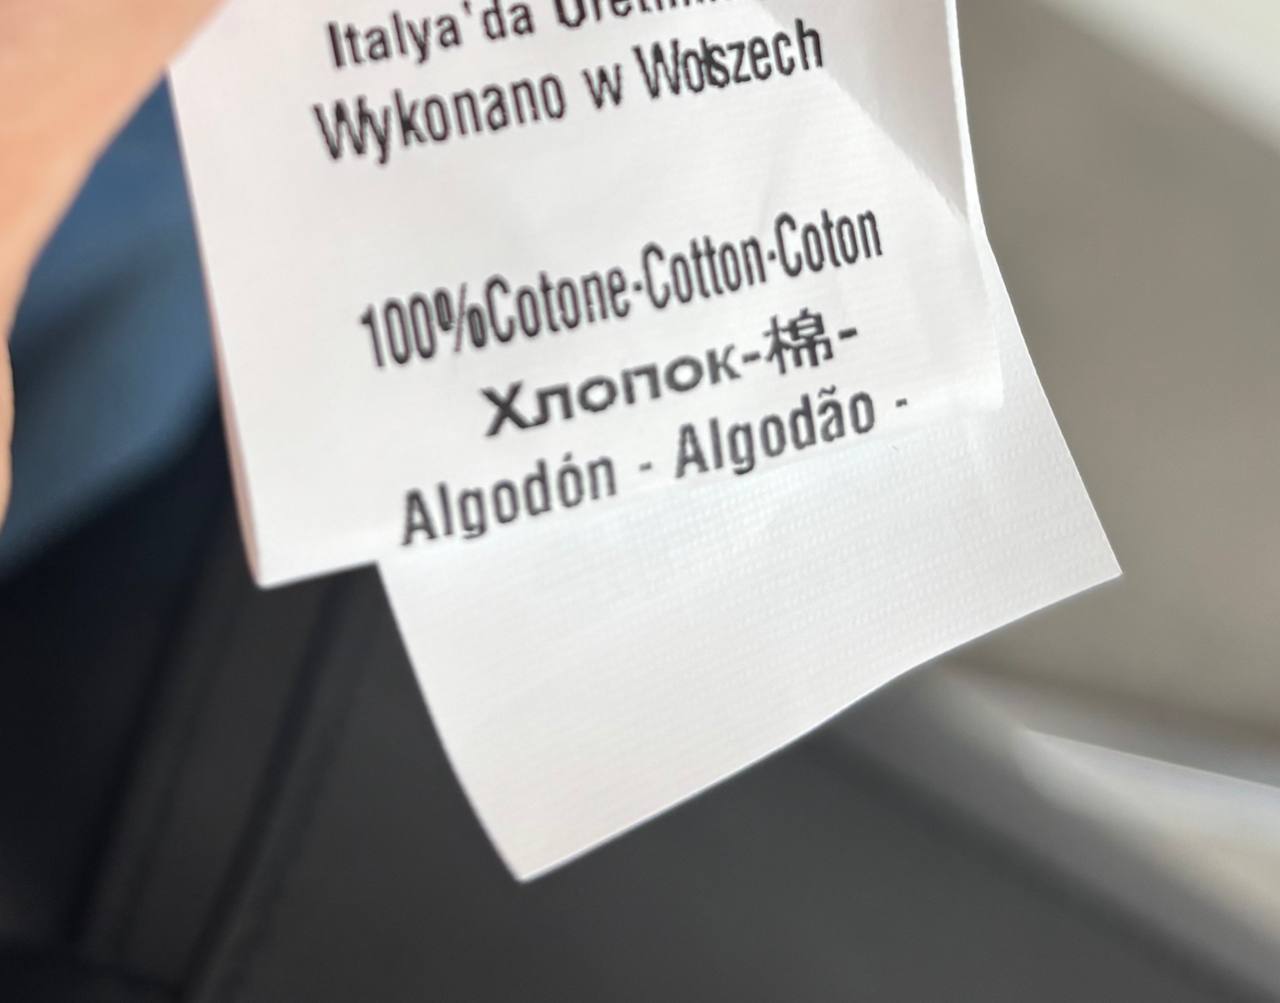 Italya'da
Wykonano w Wołszech
100%Cotone-Cotton-Coton
Хлопок-棉-
Algodón - Algodão -